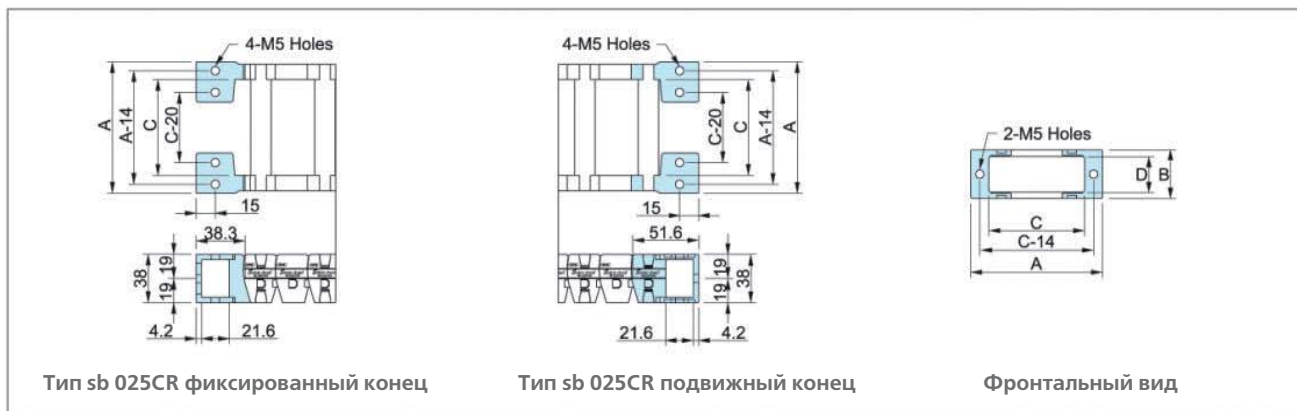 4-M5 Holes
A
A-14
C
C-20
15
38.3
38
19
19
4.2
21.6
Тип sb 025CR фиксированный конец
4-M5 Holes
C-20
C
A-14
A
15
51.6
19
19
38
21.6
4.2
Тип sb 025CR подвижный конец
2-M5 Holes
D
B
C
C-14
A
Фронтальный вид